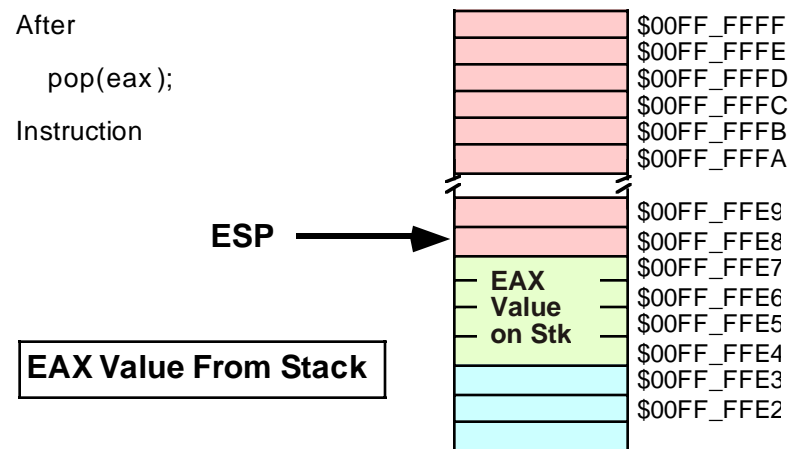 After
pop(eax);
Instruction
ESP
EAX Value From Stack
EAX
Value
on Stk
$00FF_FFFF
$00FF_FFFE
$00FF_FFFD
$00FF_FFFC
$00FF_FFFB
$00FF_FFFA
$00FF_FFE9
$00FF_FFE8
$00FF_FFE7
$00FF_FFE6
$00FF_FFE5
$00FF_FFE4
$00FF_FFE3
$00FF_FFE2